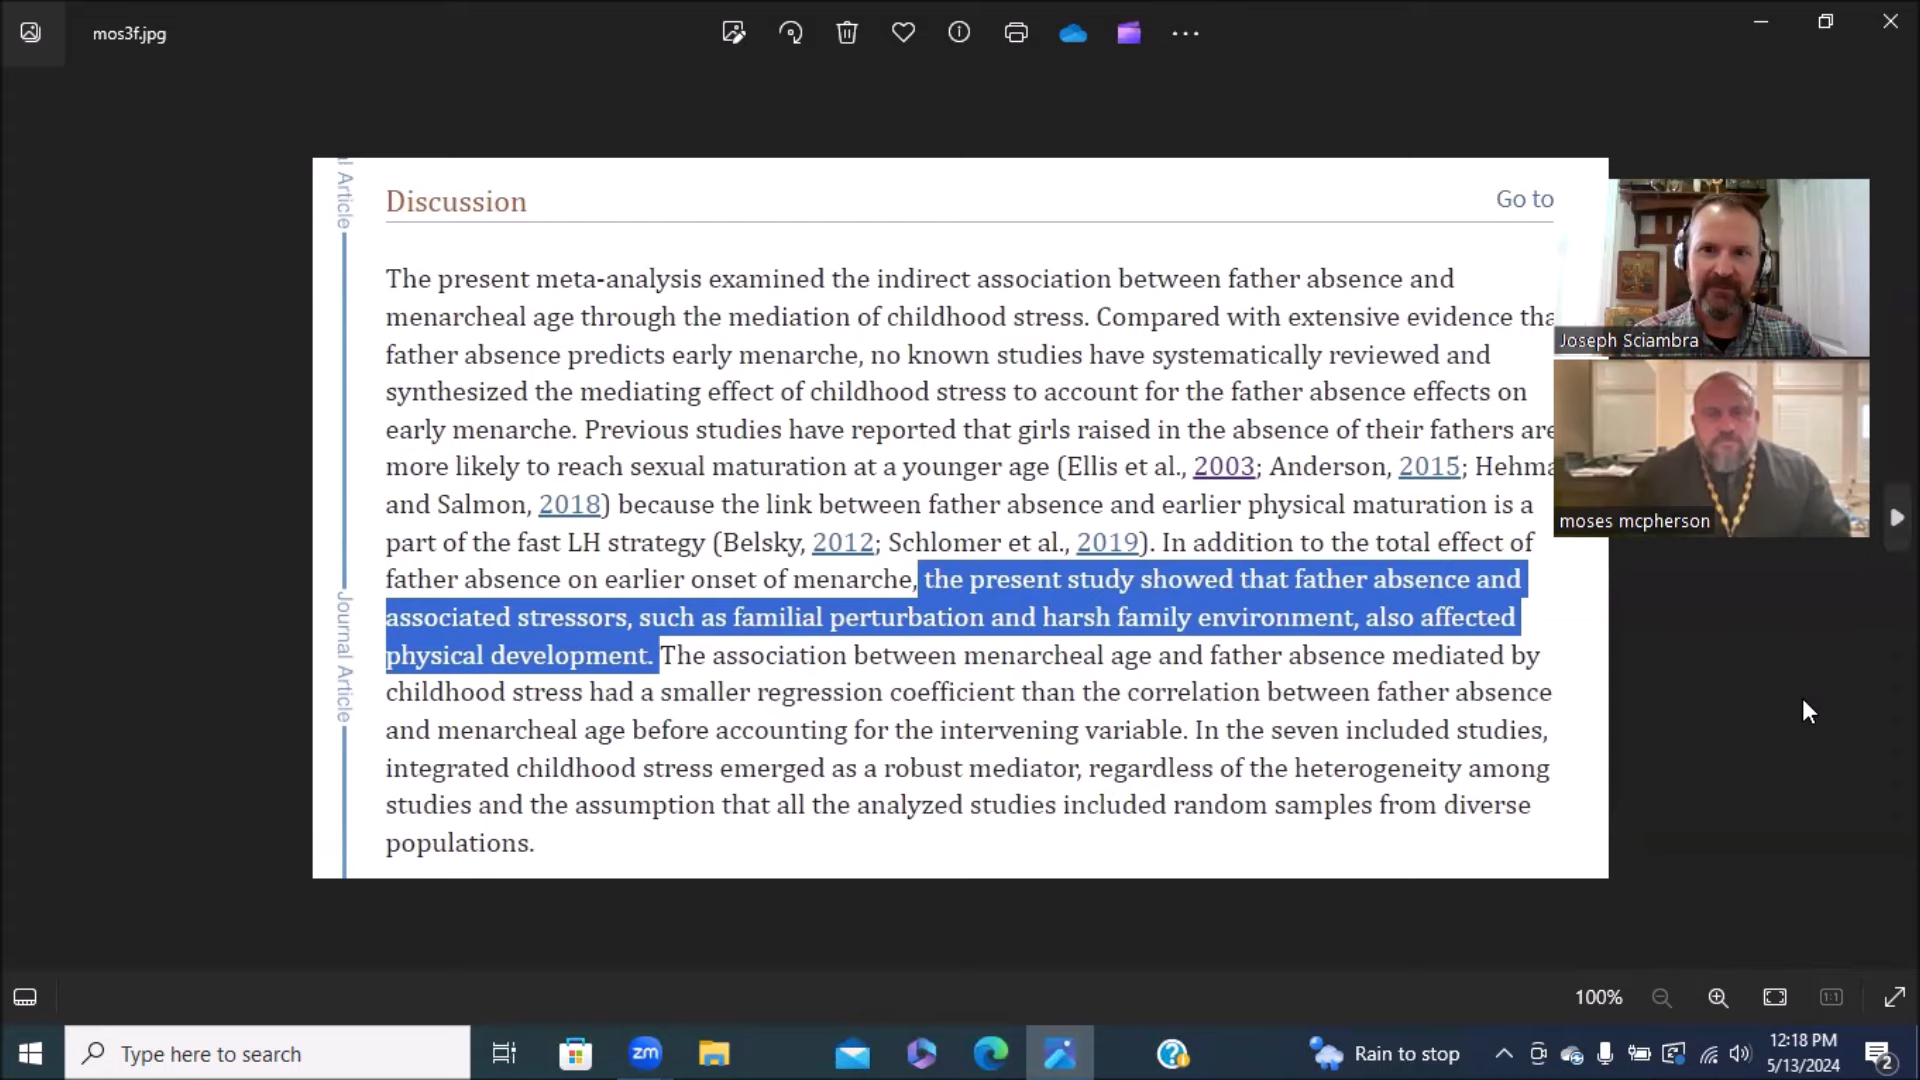 mos3f.jpg
l Article
Journal Article
Discussion
Go to
The present meta-analysis examined the indirect association between father absence and
menarcheal age through the mediation of childhood stress. Compared with extensive evidence tha
father absence predicts early menarche, no known studies have systematically reviewed and
synthesized the mediating effect of childhood stress to account for the father absence effects on
early menarche. Previous studies have reported that girls raised in the absence of their fathers are
more likely to reach sexual maturation at a younger age (Ellis et al., 2003; Anderson, 2015; Hehma
and Salmon, 2018) because the link between father absence and earlier physical maturation is a
part of the fast LH strategy (Belsky, 2012; Schlomer et al., 2019). In addition to the total effect of
father absence on earlier onset of menarche, the present study showed that father absence and
associated stressors, such as familial perturbation and harsh family environment, also affected
physical development. The association between menarcheal age and father absence mediated by
childhood stress had a smaller regression coefficient than the correlation between father absence
and menarcheal age before accounting for the intervening variable. In the seven included studies,
integrated childhood stress emerged as a robust mediator, regardless of the heterogeneity among
studies and the assumption that all the analyzed studies included random samples from diverse
populations.
Joseph Sciambra
moses mcpherson
100%
1:1
Type here to search
zm
Rain to stop
12:18 PM
5/13/2024
2